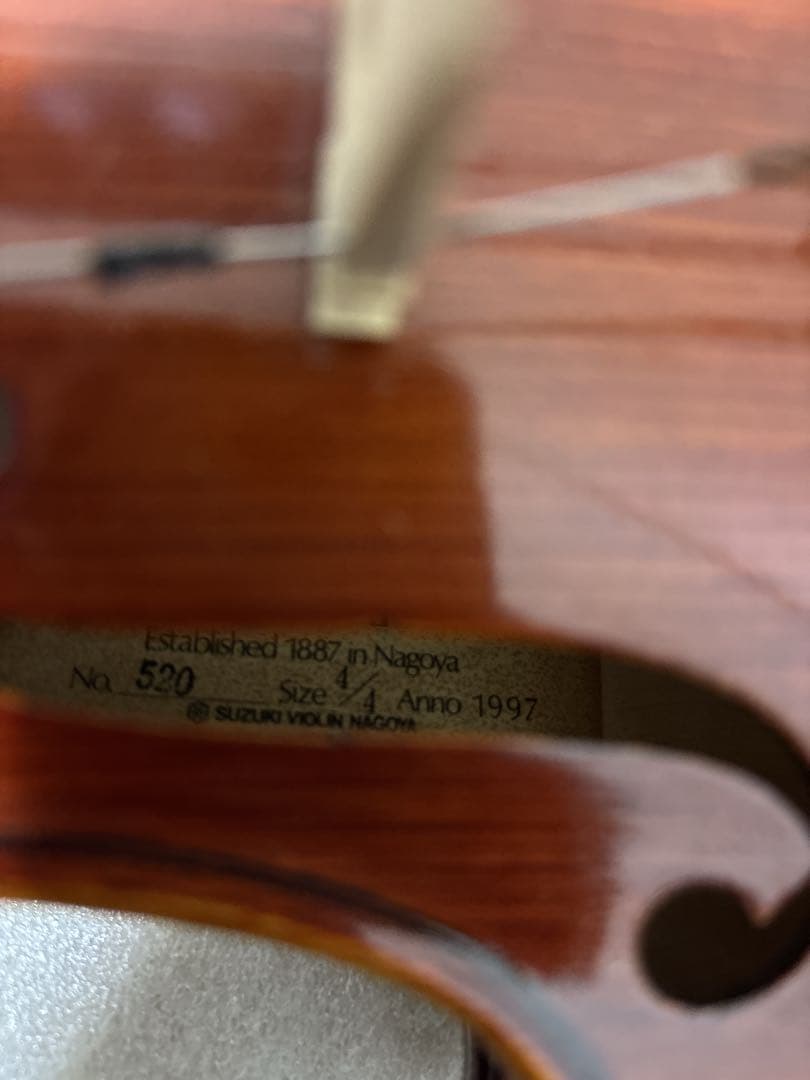 Established 1887 in Nagoya
No. 520 Size 4/4 Anno 1997
SUZUKI VIOLIN NAGOYA